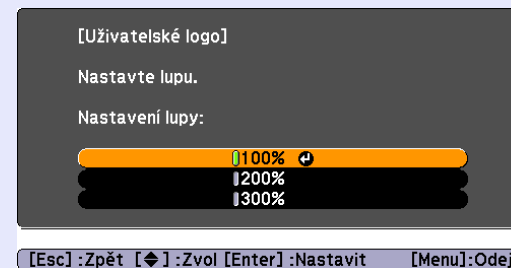 [Uživatelské logo]
Nastavte lupu.
Nastavení lupy:
100%
200%
300%
[Esc] :Zpět [◆] :Zvol [Enter] :Nastavit [Menu]:Odej